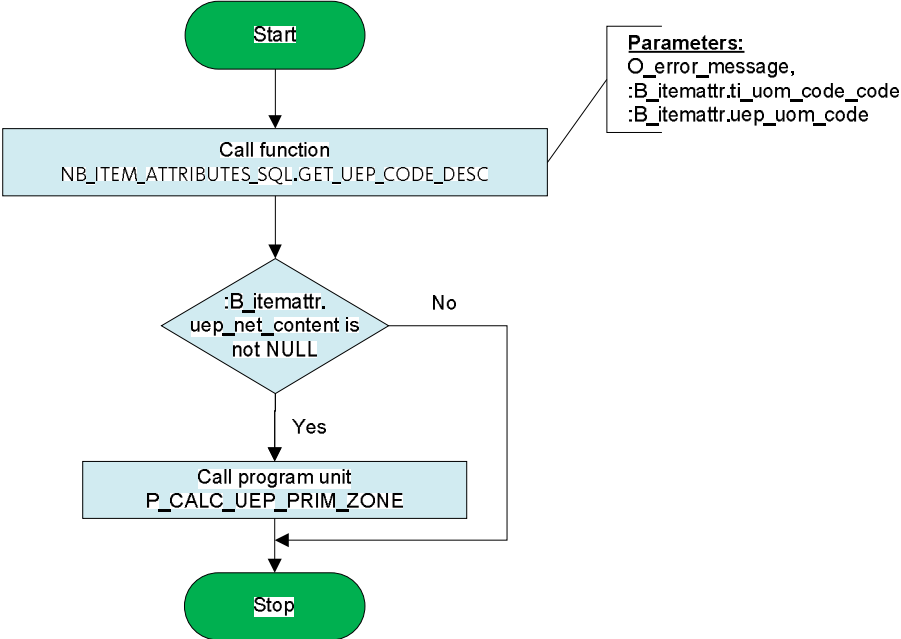 Start
Parameters:
O_error_message,
:B_itemattr.ti_uom_code_code
:B_itemattr.uep_uom_code
Call function
NB_ITEM_ATTRIBUTES_SQL.GET_UEP_CODE_DESC
:B_itemattr.
uep_net_content is
not NULL
No
Yes
Call program unit
P_CALC_UEP_PRIM_ZONE
Stop